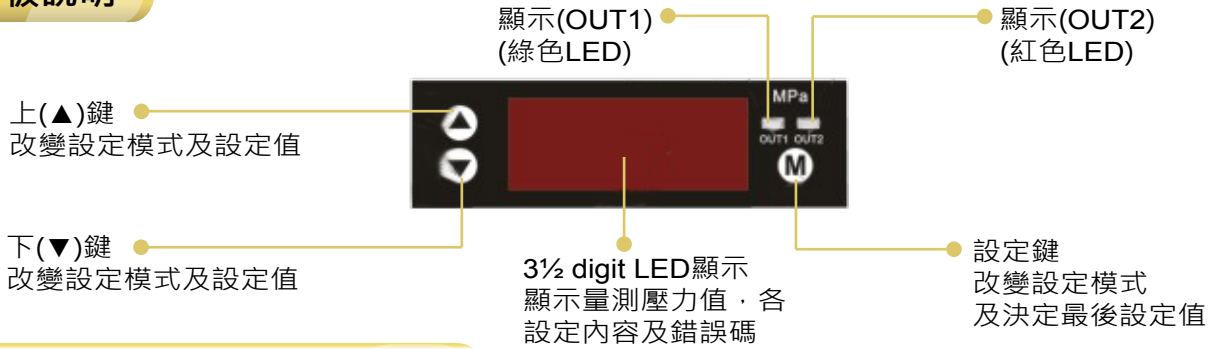 板說明
顯示(OUT1)
(綠色LED)
顯示(OUT2)
(紅色LED)
上(▲)鍵
改變設定模式及設定值
MPa
OUT1 OUT2
M
下(▼)鍵
改變設定模式及設定值
3½ digit LED顯示
顯示量測壓力值，各
設定內容及錯誤碼
設定鍵
改變設定模式
及決定最後設定值